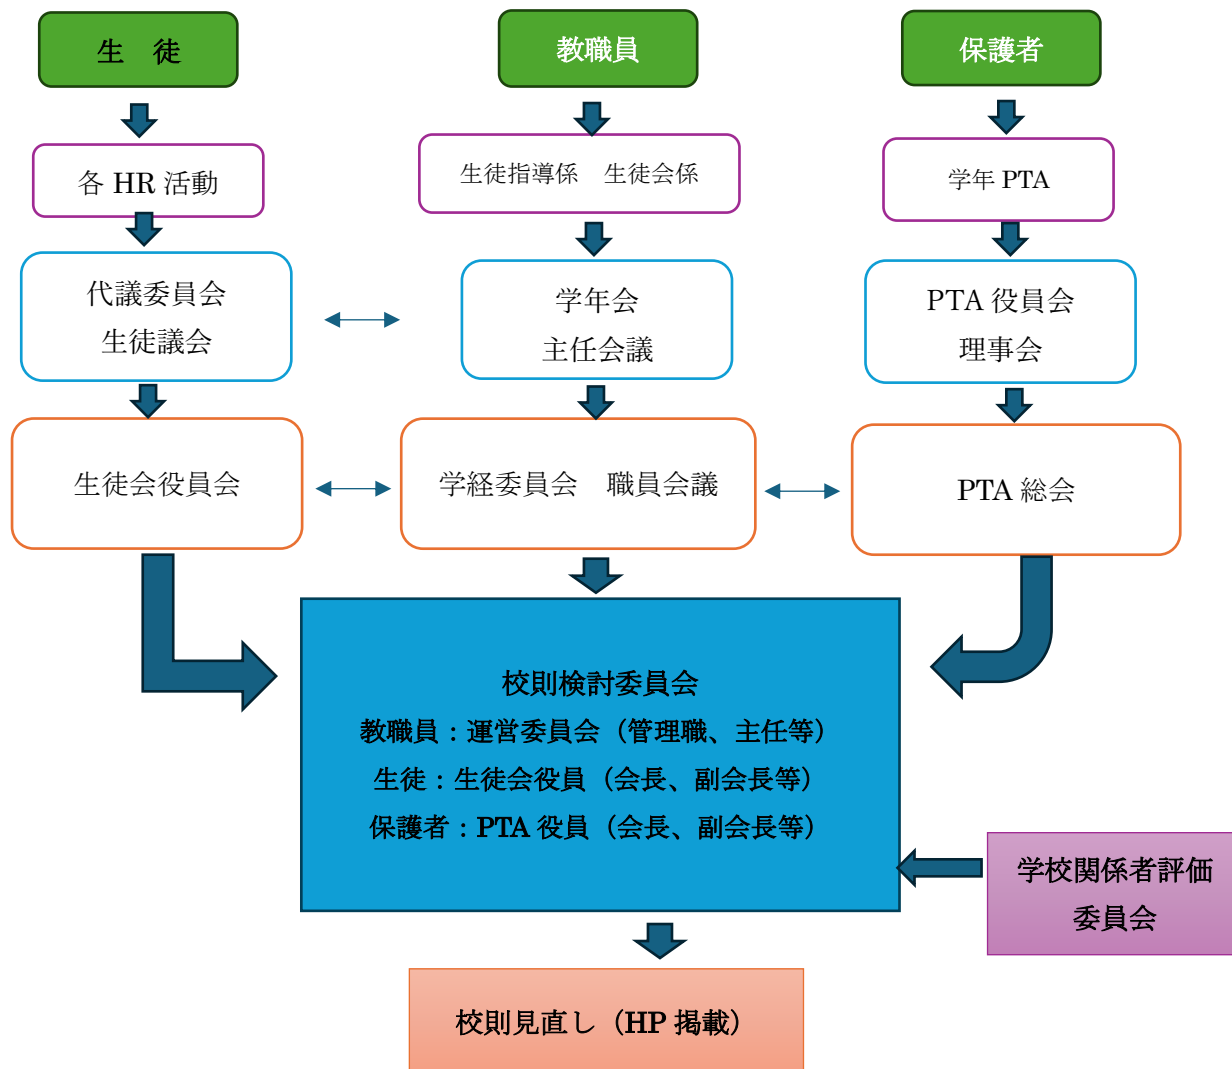 生　徒
教職員
保護者
各 HR 活動
生徒指導係　生徒会係
学年 PTA
代議委員会
生徒議会
学年会
主任会議
PTA 役員会
理事会
生徒会役員会
学経委員会　職員会議
PTA 総会
校則検討委員会
教職員：運営委員会（管理職、主任等）
生徒：生徒会役員（会長、副会長等）
保護者：PTA 役員（会長、副会長等）
学校関係者評価
委員会
校則見直し（HP 掲載）